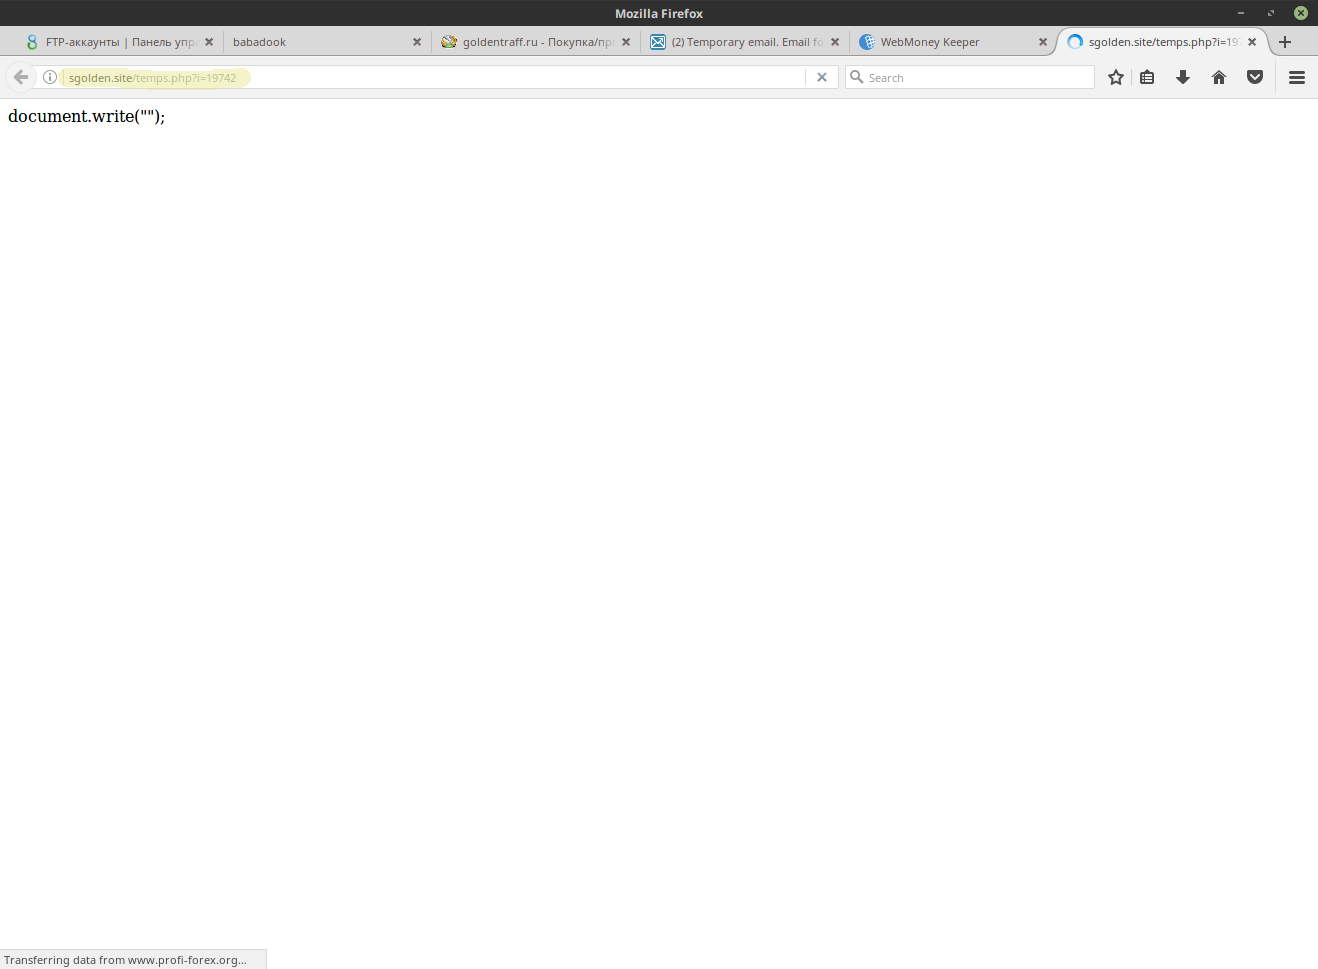 Mozilla Firefox
FTP-аккаунты | Панель упр
babadook
goldentraff.ru - Покупка/пр
(2) Temporary email. Email fo
WebMoney Keeper
sgolden.site/temps.php?i=197
sgolden.site/temps.php?i=19742
Search
document.write("");
Transferring data from www.profi-forex.org...